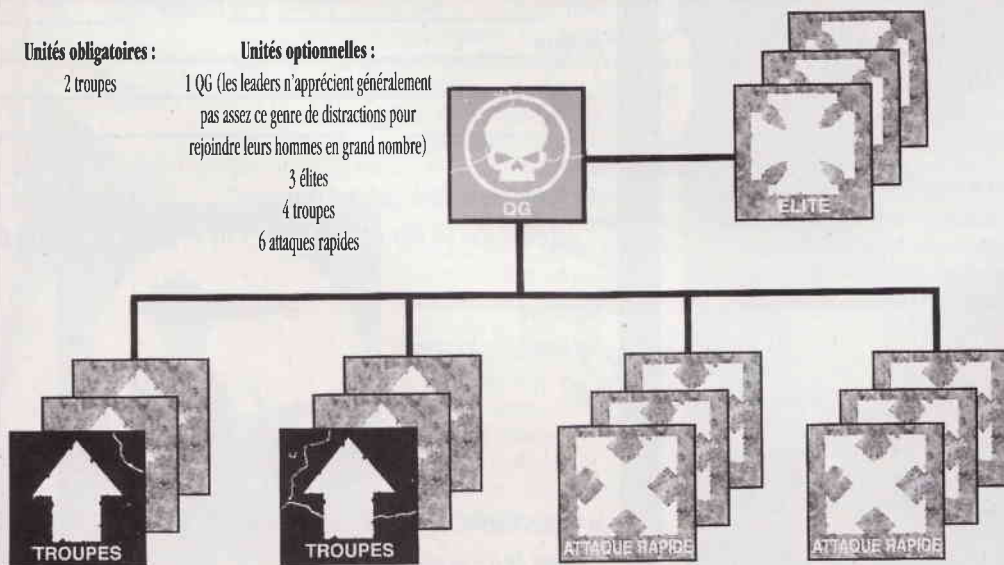 Unités obligatoires :
2 troupes
Unités optionnelles :
1 QG (les leaders n'apprécient généralement
pas assez ce genre de distractions pour
rejoindre leurs hommes en grand nombre)
3 élites
4 troupes
6 attaques rapides
QG
ELITE
TROUPES
TROUPES
ATTAQUE RAPIDE
ATTAQUE RAPIDE